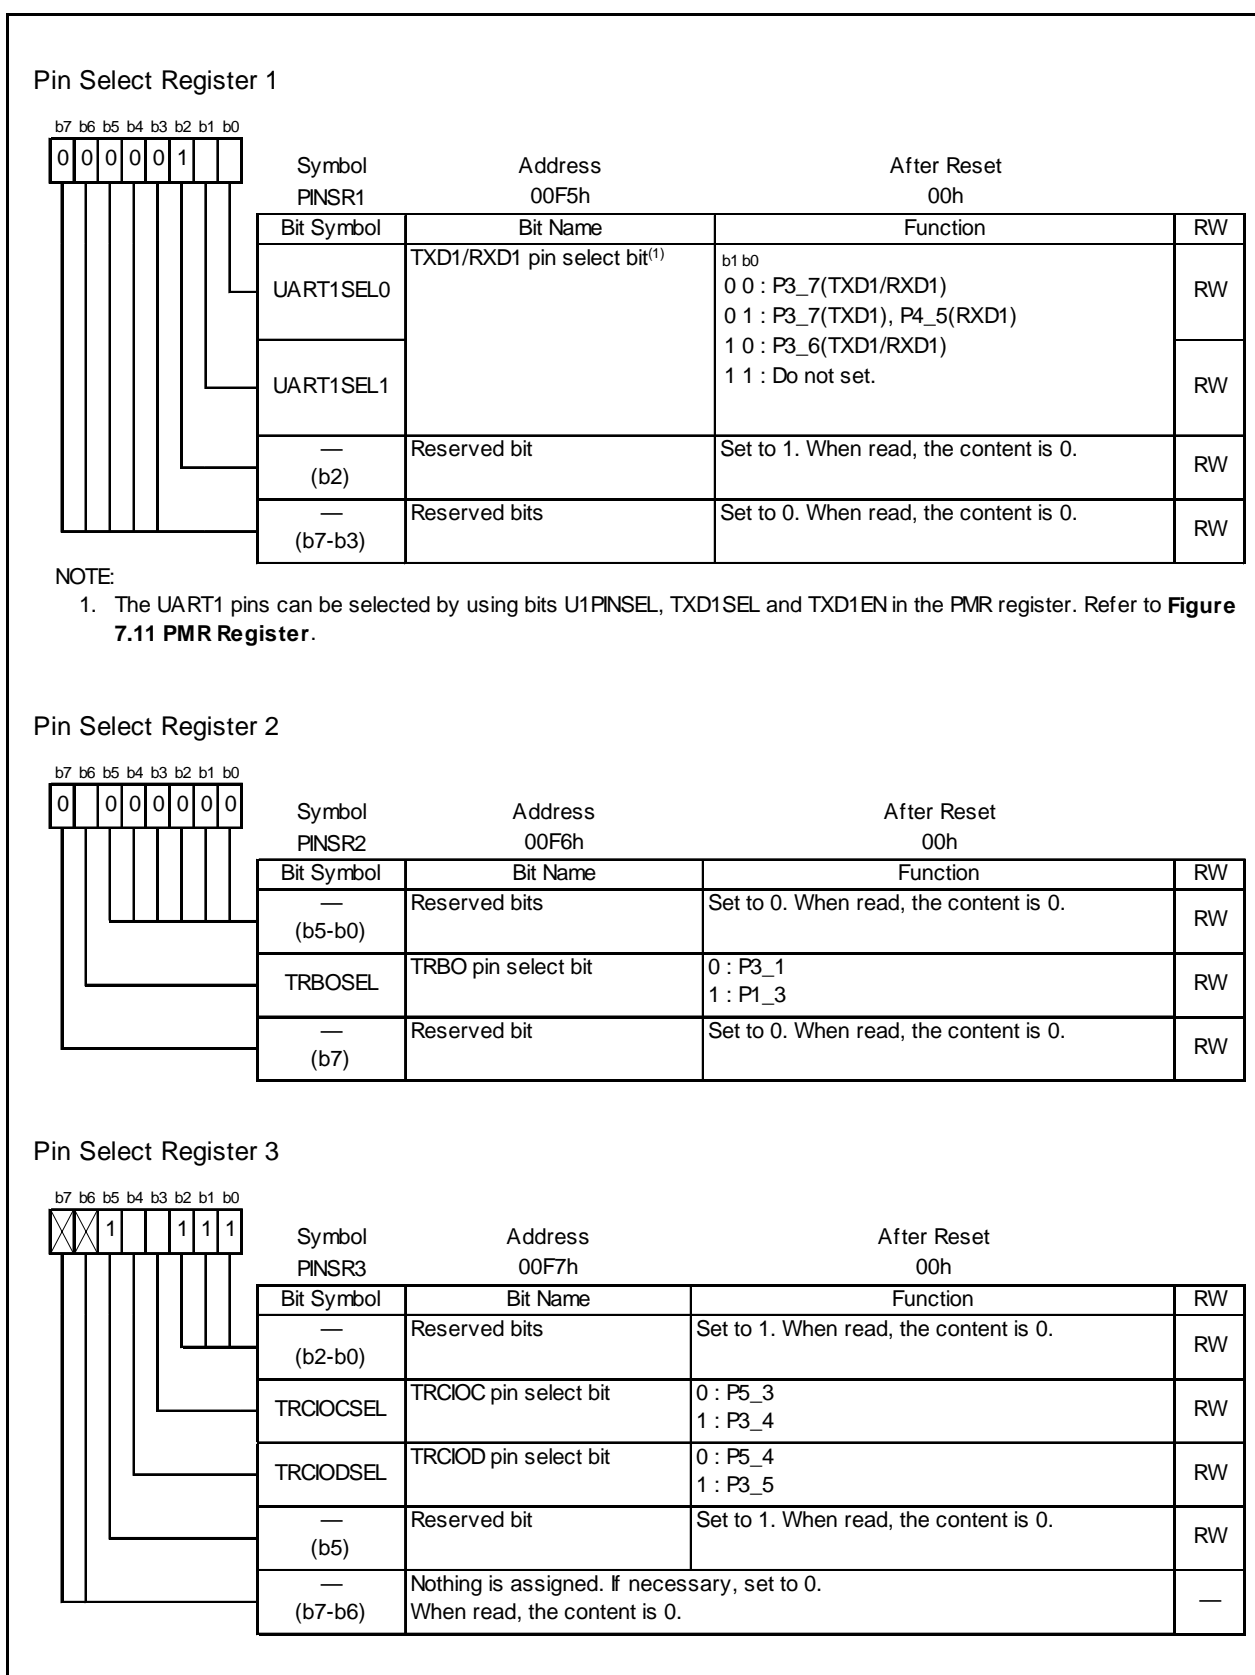 Pin Select Register 1
b7 b6 b5 b4 b3 b2 b1 b0
0 0 0 0 0 1
Symbol Address After Reset
PINSR1 00F5h 00h
Bit Symbol Bit Name Function RW
UART1SEL0 TXD1/RXD1 pin select bit(1) b1 b0 RW
0 0 : P3_7(TXD1/RXD1)
0 1 : P3_7(TXD1), P4_5(RXD1)
UART1SEL1 1 0 : P3_6(TXD1/RXD1) RW
1 1 : Do not set.
— Reserved bit Set to 1. When read, the content is 0. RW
(b2)
— Reserved bits Set to 0. When read, the content is 0. RW
(b7-b3)
NOTE:
1. The UART1 pins can be selected by using bits U1PINSEL, TXD1SEL and TXD1EN in the PMR register. Refer to Figure
7.11 PMR Register.
Pin Select Register 2
b7 b6 b5 b4 b3 b2 b1 b0
0 0 0 0 0 0 0
Symbol Address After Reset
PINSR2 00F6h 00h
Bit Symbol Bit Name Function RW
— Reserved bits Set to 0. When read, the content is 0. RW
(b5-b0)
TRBOSEL TRBO pin select bit 0 : P3_1 RW
1 : P1_3
— Reserved bit Set to 0. When read, the content is 0. RW
(b7)
Pin Select Register 3
b7 b6 b5 b4 b3 b2 b1 b0
1 1 1 1
Symbol Address After Reset
PINSR3 00F7h 00h
Bit Symbol Bit Name Function RW
— Reserved bits Set to 1. When read, the content is 0. RW
(b2-b0)
TRCIOCSEL TRCIOC pin select bit 0 : P5_3 RW
1 : P3_4
TRCIODSEL TRCIOD pin select bit 0 : P5_4 RW
1 : P3_5
— Reserved bit Set to 1. When read, the content is 0. RW
(b5)
— Nothing is assigned. If necessary, set to 0. —
(b7-b6) When read, the content is 0.